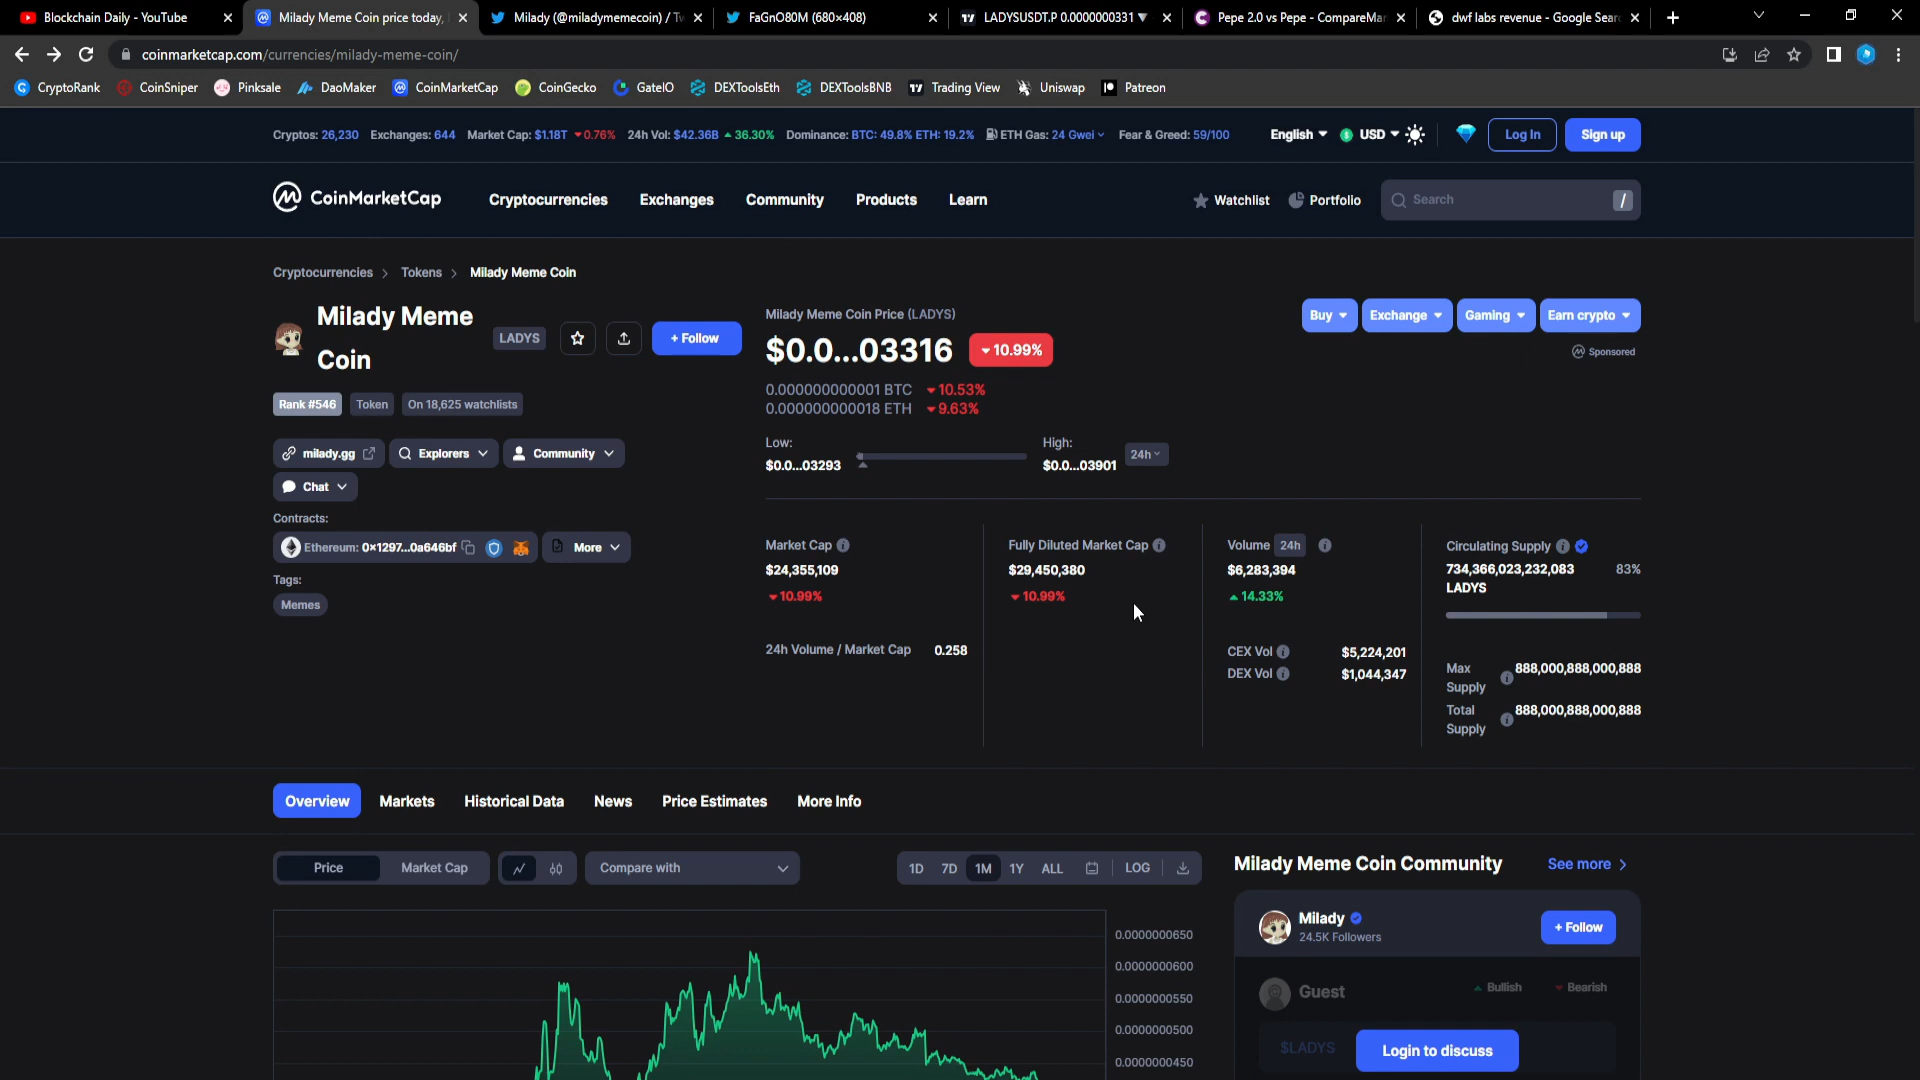 Blockchain Daily - YouTube
Milady Meme Coin price today,
Milady (@miladymemecoin) / Tw
FaGnO80M (680×408)
LADYSUSDT.P 0.0000000331 ▼
Pepe 2.0 vs Pepe - CompareMar
dwf labs revenue - Google Sear
coinmarketcap.com/currencies/milady-meme-coin/
CryptoRank CoinSniper Pinksale DaoMaker CoinMarketCap CoinGecko GateIO DEXToolsEth DEXToolsBNB Trading View Uniswap Patreon
Cryptos: 26,230 Exchanges: 644 Market Cap: $1.18T 0.76% 24h Vol: $42.36B 36.30% Dominance: BTC: 49.8% ETH: 19.2% ETH Gas: 24 Gwei Fear & Greed: 59/100 English USD Log In Sign up
CoinMarketCap Cryptocurrencies Exchanges Community Products Learn Watchlist Portfolio Search /
Cryptocurrencies > Tokens > Milady Meme Coin
Milady Meme
Coin
LADYS
+ Follow
Rank #546 Token On 18,625 watchlists
milady.gg Explorers Community
Chat
Contracts:
Ethereum: 0x1297...0a646bf More
Tags:
Memes
Milady Meme Coin Price (LADYS)
$0.0...03316 10.99%
0.000000000001 BTC 10.53%
0.000000000018 ETH 9.63%
Low:
$0.0...03293
High:
$0.0...03901
24h
Buy Exchange Gaming Earn crypto
Sponsored
Market Cap
$24,355,109
10.99%
24h Volume / Market Cap 0.258
Fully Diluted Market Cap
$29,450,380
10.99%
Volume 24h
$6,283,394
14.33%
CEX Vol $5,224,201
DEX Vol $1,044,347
Circulating Supply
734,366,023,232,083 83%
LADYS
Max
Supply
888,000,888,000,888
Total
Supply
888,000,888,000,888
Overview Markets Historical Data News Price Estimates More Info
Price Market Cap Compare with 1D 7D 1M 1Y ALL LOG
0.0000000650
0.0000000600
0.0000000550
0.0000000500
0.0000000450
Milady Meme Coin Community See more >
Milady
24.5K Followers
+ Follow
Guest Bullish Bearish
$LADYS
Login to discuss